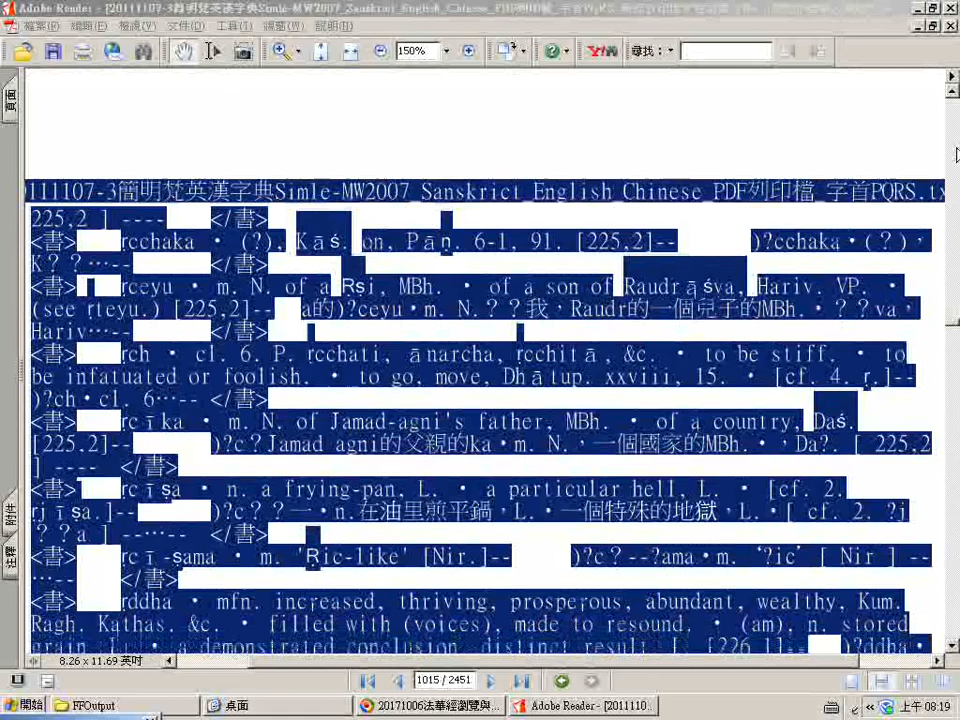 Adobe Reader - [20111107-3簡明梵英漢字典Simle-MW2007_Sanskrict_English_Chinese_PDF列印檔_字首PQRS.
檔案(F) 編輯(E) 檢視(V) 文件(D) 工具(T) 視窗(W) 說明(H)
150% 尋找:
頁面
111107-3簡明梵英漢字典Simle-MW2007_Sanskrict_English_Chinese_PDF列印檔_字首PQRS.tx
225,2 ] ---- </書>
<書> ṛcchaka • (?), Kāś. on, Pāṇ. 6-1, 91. [225,2]-- )?cchaka•(?),
K??…-- </書>
<書> ṛceyu • m. N. of a Ṛṣi, MBh. • of a son of Raudrāśva, Hariv. VP. •
(see ṛteyu.) [225,2]-- a的)?ceyu•m. N.??我, Raudr的一個兒子的MBh.•??va,
Hariv…-- </書>
<書> ṛch • cl. 6. P. ṛcchati, ānarcha, ṛcchitā, &c. • to be stiff. • to
be infatuated or foolish. • to go, move, Dhātup. xxviii, 15. • [cf. 4. ṛ.]--
)?ch•cl. 6…-- </書>
<書> ṛcīka • m. N. of Jamad-agni's father, MBh. • of a country, Daś.
[225,2]-- )?c?Jamad agni的父親的ka•m. N.,一個國家的MBh.•,Da?. [ 225,2
] ---- </書>
<書> ṛcīṣa • n. a frying-pan, L. • a particular hell, L. • [cf. 2.
ṛjīṣa.]-- )?c??一•n.在油里煎平鍋,L.•一個特殊的地獄,L.•[ cf. 2. ?j
??a ] --…-- </書>
<書> ṛcī-ṣama • m. 'Ṛic-like' [Nir.]-- )?c?--?ama•m. '?ic' [ Nir ] --
…-- </書>
<書> ṛddha • mfn. increased, thriving, prosperous, abundant, wealthy, Kum.
Ragh. Kathas. &c. • filled with (voices), made to resound. • (am), n. stored
grain, L. • a demonstrated conclusion, distinct result, L. [226,1]-- )?ddha•
附件
註釋
8.26 x 11.69 英吋
1015 / 2451
開始 FFOutput 桌面 20171006法華經瀏覽與... Adobe Reader - [2011110... 上午 08:19